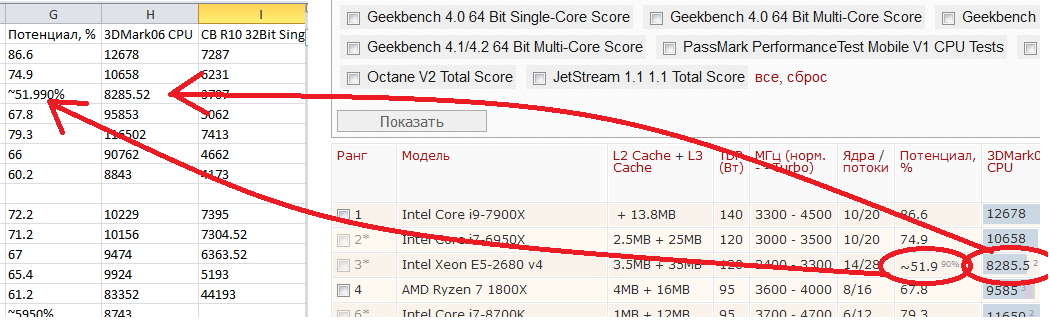 G H I
Потенциал, % 3DMark06 CPU CB R10 32Bit Sing
86.6 12678 7287
74.9 10658 6231
~51.990% 8285.52 3787
67.8 95853 5062
79.3 116502 7413
66 90762 4662
60.2 8843 4173
72.2 10229 7395
71.2 10156 7304.52
67 9474 6363.52
65.4 9924 5193
61.2 83352 44193
~5950% 8743
Geekbench 4.0 64 Bit Single-Core Score Geekbench 4.0 64 Bit Multi-Core Score Geekbench
Geekbench 4.1/4.2 64 Bit Multi-Core Score PassMark PerformanceTest Mobile V1 CPU Tests
Octane V2 Total Score JetStream 1.1 1.1 Total Score все, сброс
Показать
Ранг Модель L2 Cache + L3 Cache TDP (Вт) МГц (норм. - Turbo) Ядра / потоки Потенциал, % 3DMark06 CPU
1 Intel Core i9-7900X + 13.8MB 140 3300 - 4500 10/20 86.6 12678
2* Intel Core i7-6950X 2.5MB + 25MB 120 3000 - 3500 10/20 74.9 10658
3* Intel Xeon E5-2680 v4 3.5MB + 35MB 120 2400 - 3300 14/28 ~51.9 90% 8285.5 2
4 AMD Ryzen 7 1800X 4MB + 16MB 95 3600 - 4000 8/16 67.8 9585 3
6* Intel Core i7-8700K 1MB + 12MB 95 3700 - 4700 6/12 79.3 11650 2